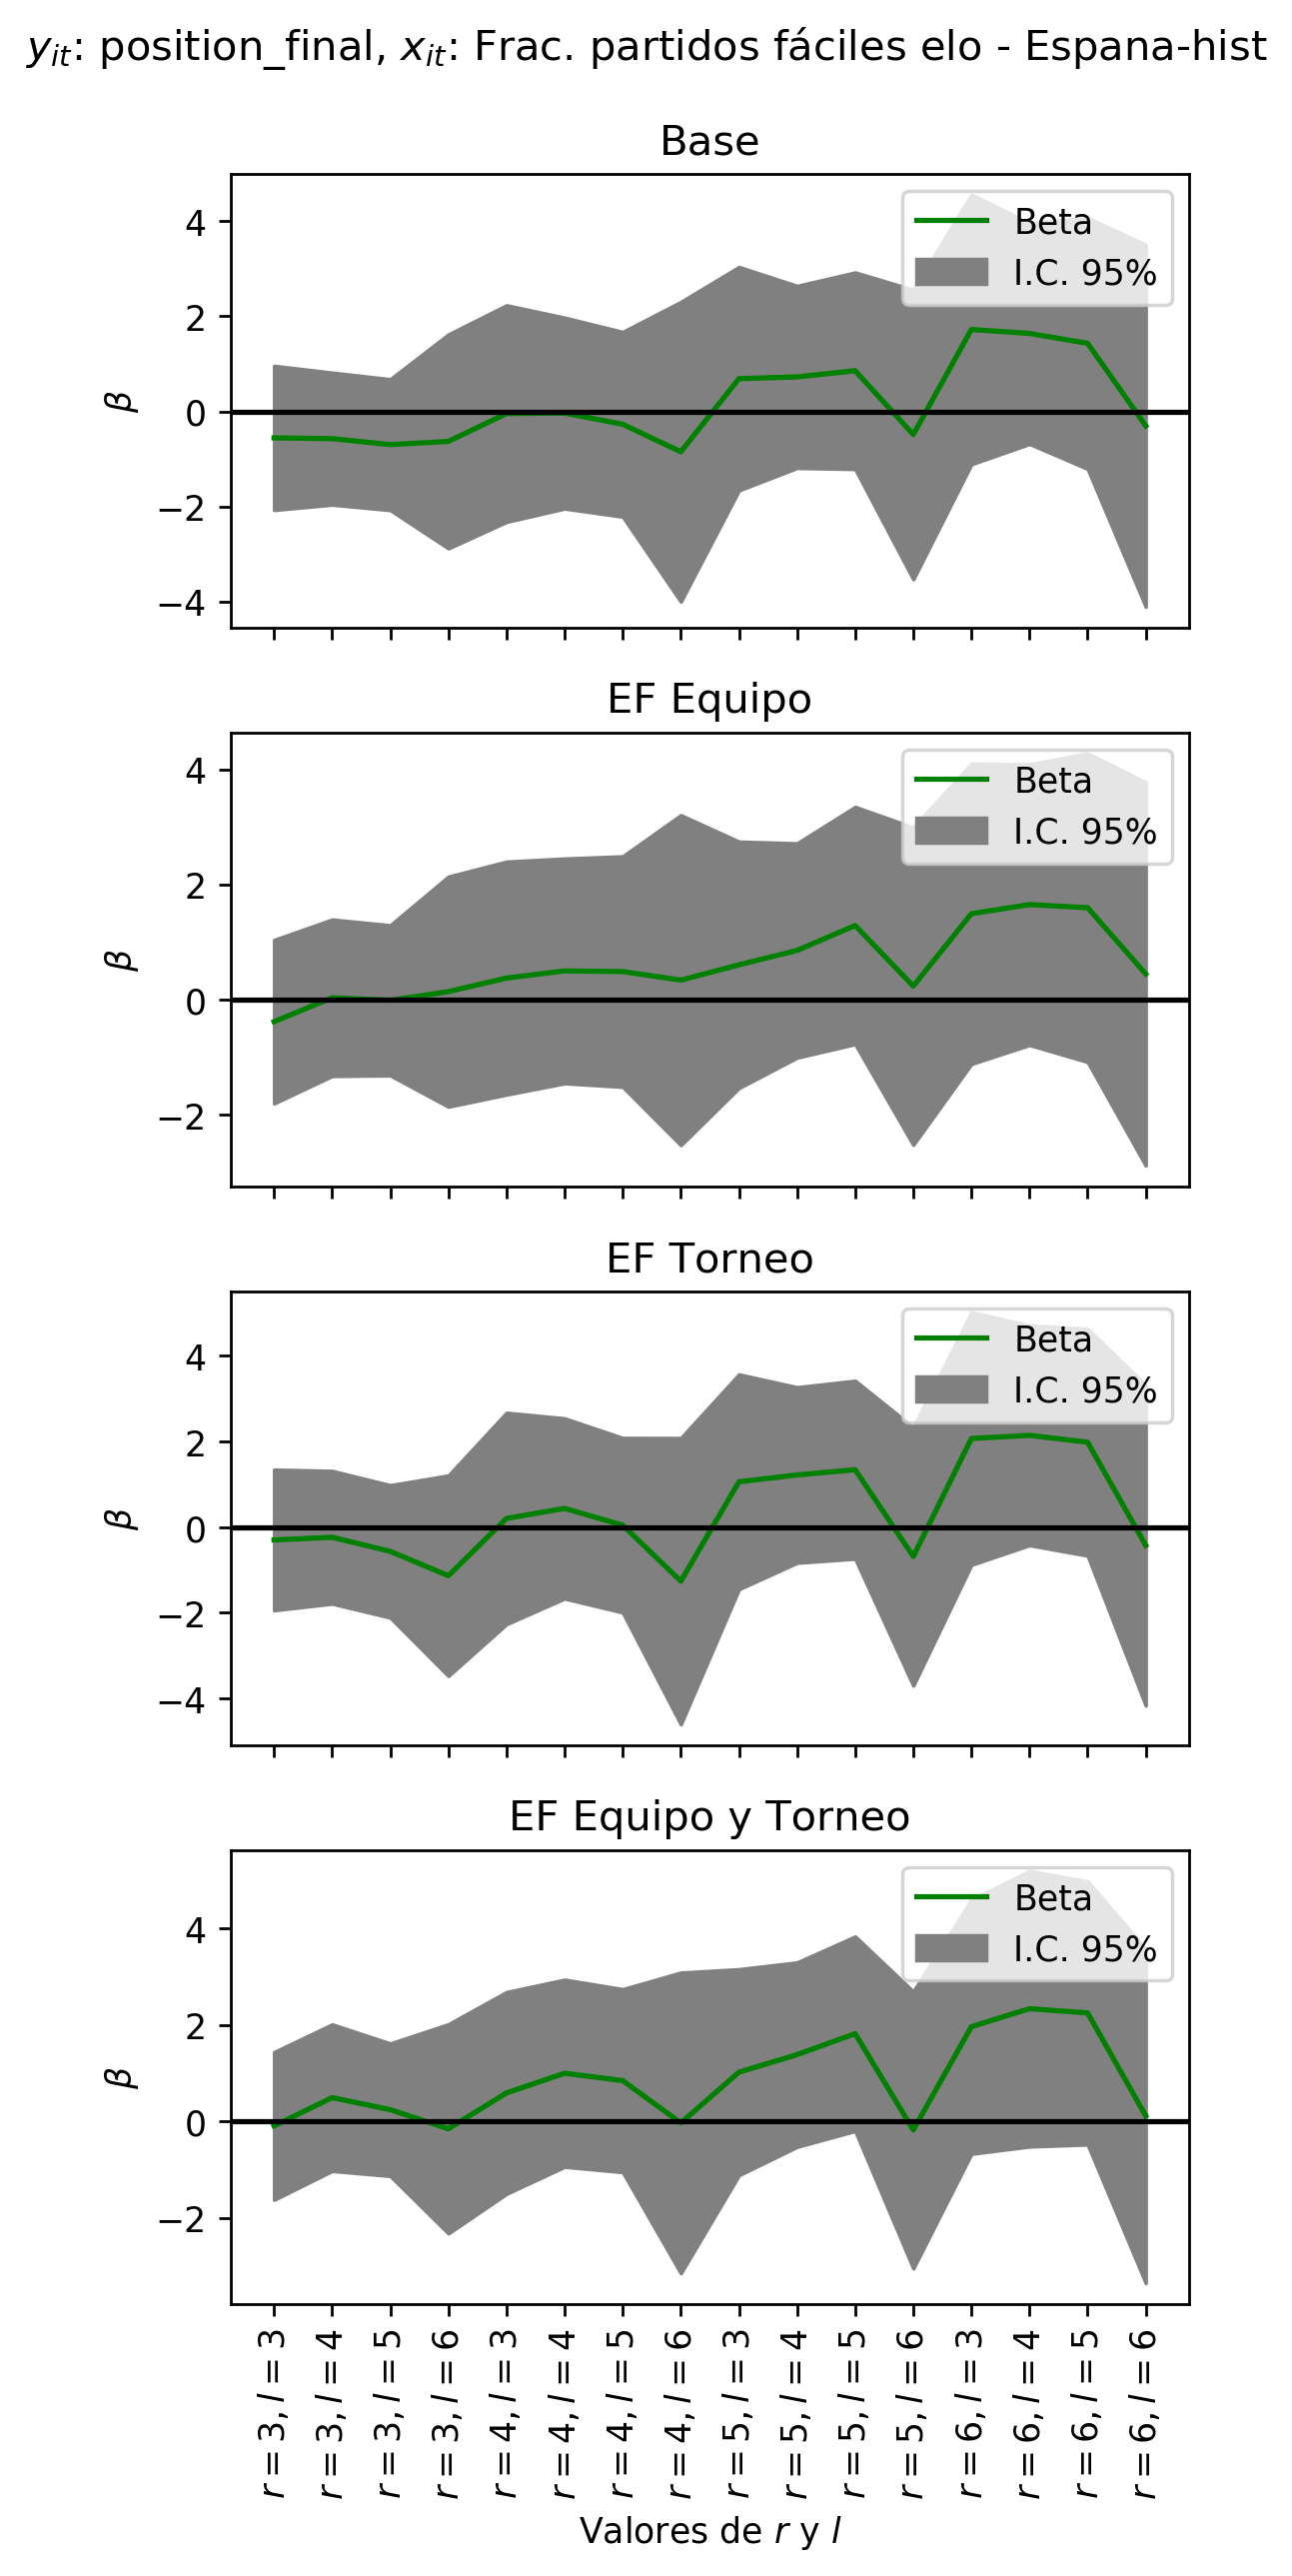 y_it: position_final, x_it: Frac. partidos fáciles elo - Espana-hist
Base
4
2
0
−2
−4
β
Beta
I.C. 95%
EF Equipo
4
2
0
−2
β
Beta
I.C. 95%
EF Torneo
4
2
0
−2
−4
β
Beta
I.C. 95%
EF Equipo y Torneo
4
2
0
−2
β
Beta
I.C. 95%
r = 3, l = 3
r = 3, l = 4
r = 3, l = 5
r = 3, l = 6
r = 4, l = 3
r = 4, l = 4
r = 4, l = 5
r = 4, l = 6
r = 5, l = 3
r = 5, l = 4
r = 5, l = 5
r = 5, l = 6
r = 6, l = 3
r = 6, l = 4
r = 6, l = 5
r = 6, l = 6
Valores de r y l